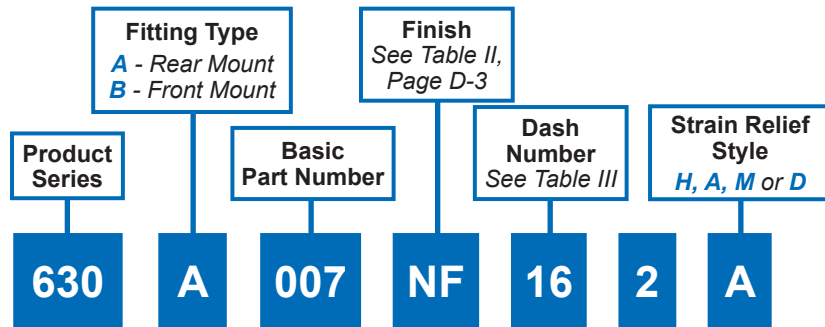 Fitting Type
A - Rear Mount
B - Front Mount
Finish
See Table II,
Page D-3
Product
Series
Basic
Part Number
Dash
Number
See Table III
Strain Relief
Style
H, A, M or D
630 A 007 NF 16 2 A